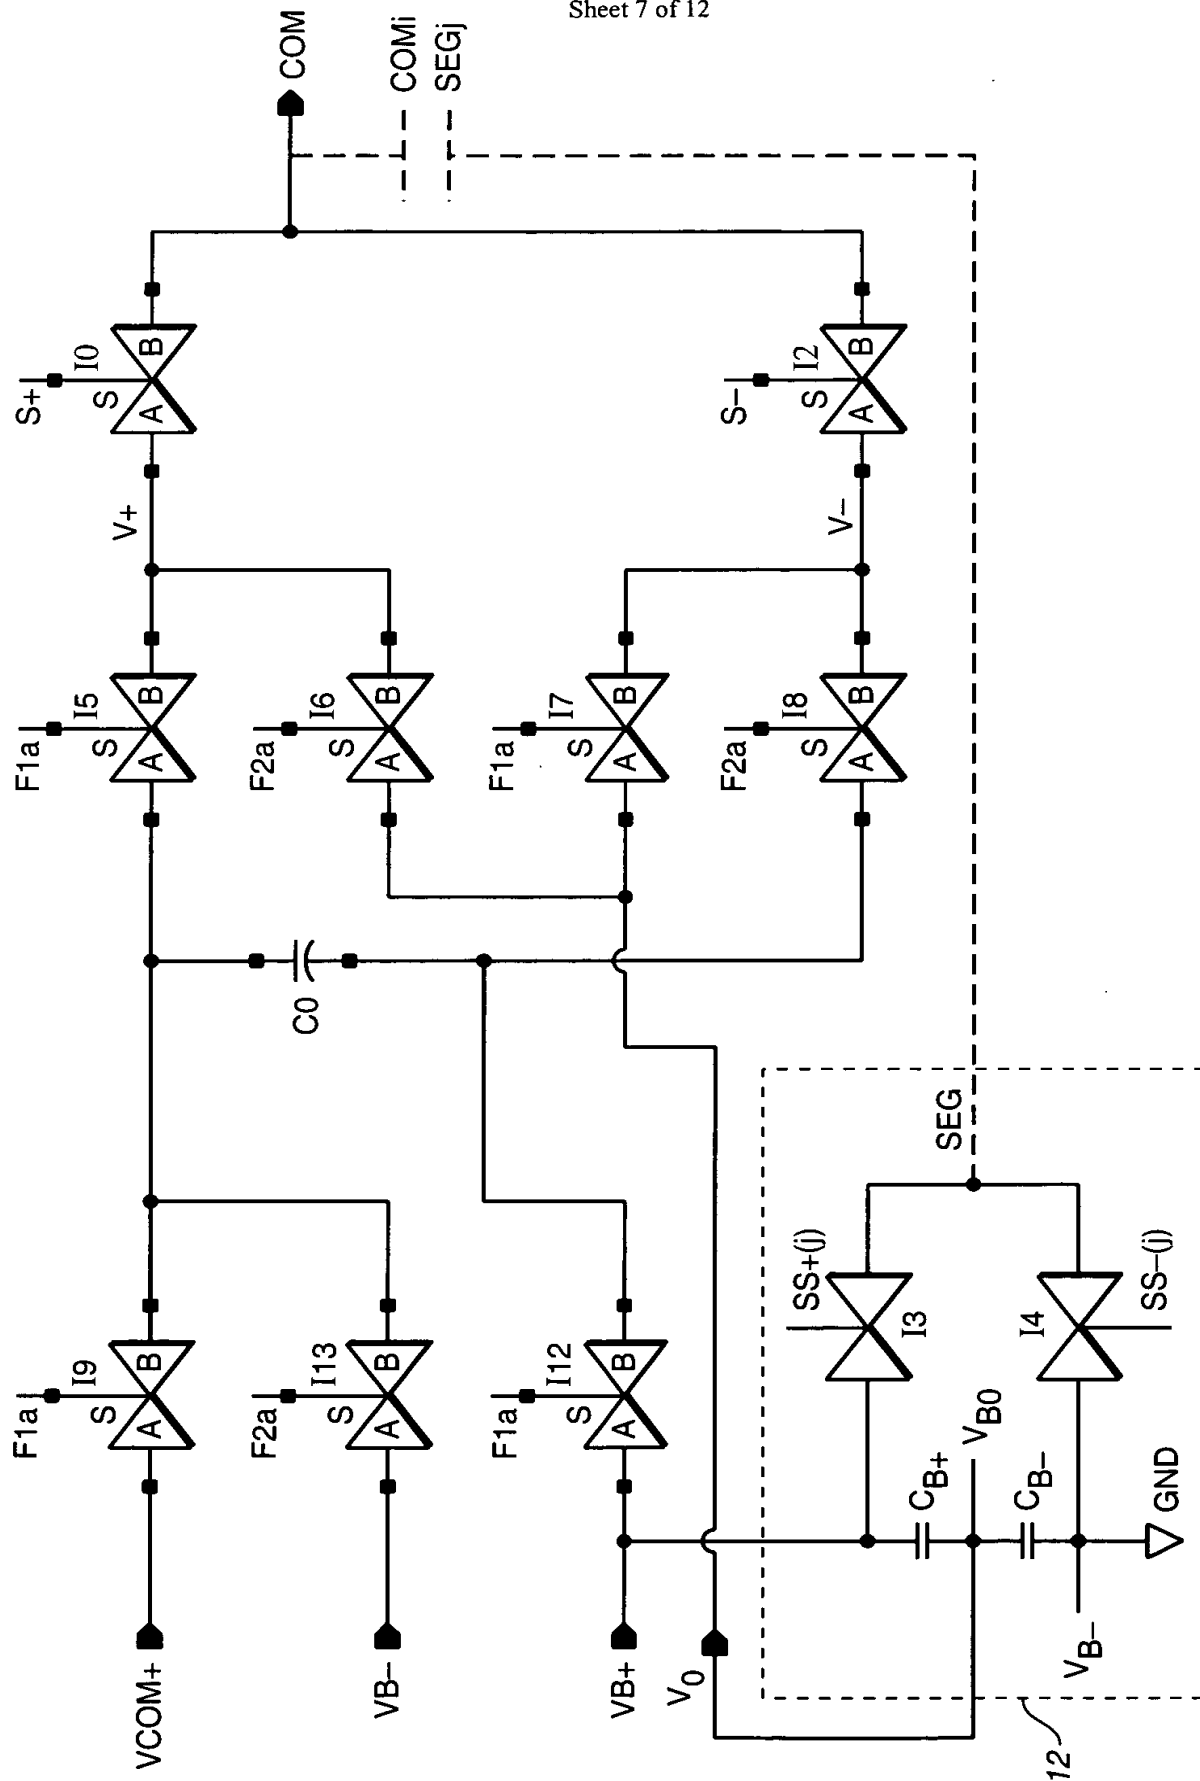 Sheet 7 of 12
COM
COMi
SEGj
S+
I0
S
A
B
S−
I2
S
A
B
V+
V−
F1a
I5
S
A
B
F2a
I6
S
A
B
F1a
I7
S
A
B
F2a
I8
S
A
B
C0
F1a
I9
S
A
B
F2a
I13
S
A
B
F1a
I12
S
A
B
VCOM+
VB−
VB+
V0
SEG
SS+(j)
I3
I4
SS−(j)
CB+
VB0
CB−
VB−
GND
12